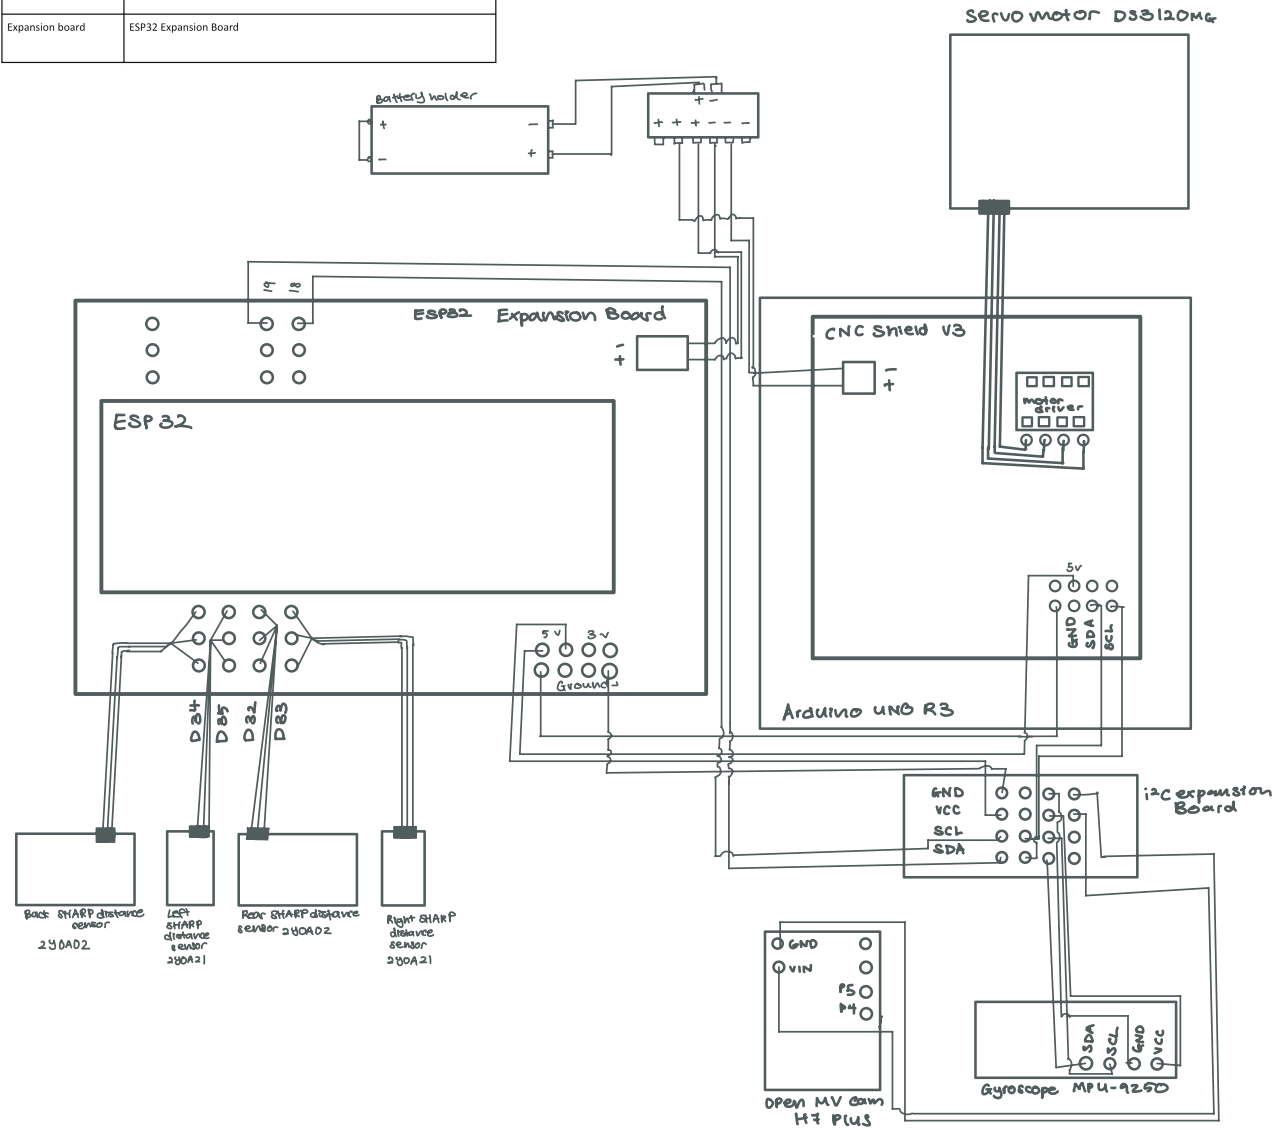 Expansion board
ESP32 Expansion Board
Servo motor DS3120MG
Battery holder
+ -
- +
+ -
+ + + - - -
19 18
ESP32 Expansion Board
-
+
ESP 32
CNC Shield V3
-
+
motor
driver
5v
GND
SDA
SCL
Arduino UNO R3
5 v 3 v
Ground
D34
D35
D32
D33
GND
VCC
SCL
SDA
i²C expansion
Board
Back SHARP distance
sensor
2Y0A02
Left
SHARP
distance
sensor
2Y0A21
Rear SHARP distance
sensor 2Y0A02
Right SHARP
distance
sensor
2Y0A21
GND
VIN
P5
P4
Open MV Cam
H7 Plus
SDA
SCL
GND
VCC
Gyroscope MPU-9250